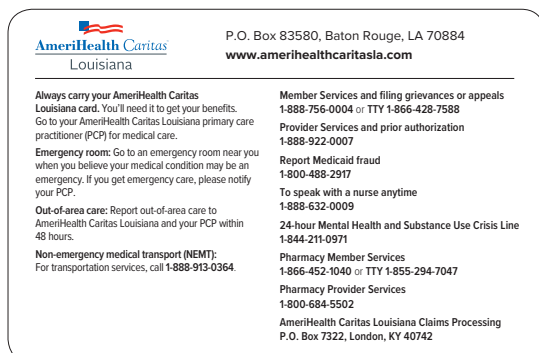 AmeriHealth Caritas
Louisiana
P.O. Box 83580, Baton Rouge, LA 70884
www.amerihealthcaritasla.com
Always carry your AmeriHealth Caritas
Louisiana card. You'll need it to get your benefits.
Go to your AmeriHealth Caritas Louisiana primary care
practitioner (PCP) for medical care.
Emergency room: Go to an emergency room near you
when you believe your medical condition may be an
emergency. If you get emergency care, please notify
your PCP.
Out-of-area care: Report out-of-area care to
AmeriHealth Caritas Louisiana and your PCP within
48 hours.
Non-emergency medical transport (NEMT):
For transportation services, call 1-888-913-0364.
Member Services and filing grievances or appeals
1-888-756-0004 or TTY 1-866-428-7588
Provider Services and prior authorization
1-888-922-0007
Report Medicaid fraud
1-800-488-2917
To speak with a nurse anytime
1-888-632-0009
24-hour Mental Health and Substance Use Crisis Line
1-844-211-0971
Pharmacy Member Services
1-866-452-1040 or TTY 1-855-294-7047
Pharmacy Provider Services
1-800-684-5502
AmeriHealth Caritas Louisiana Claims Processing
P.O. Box 7322, London, KY 40742